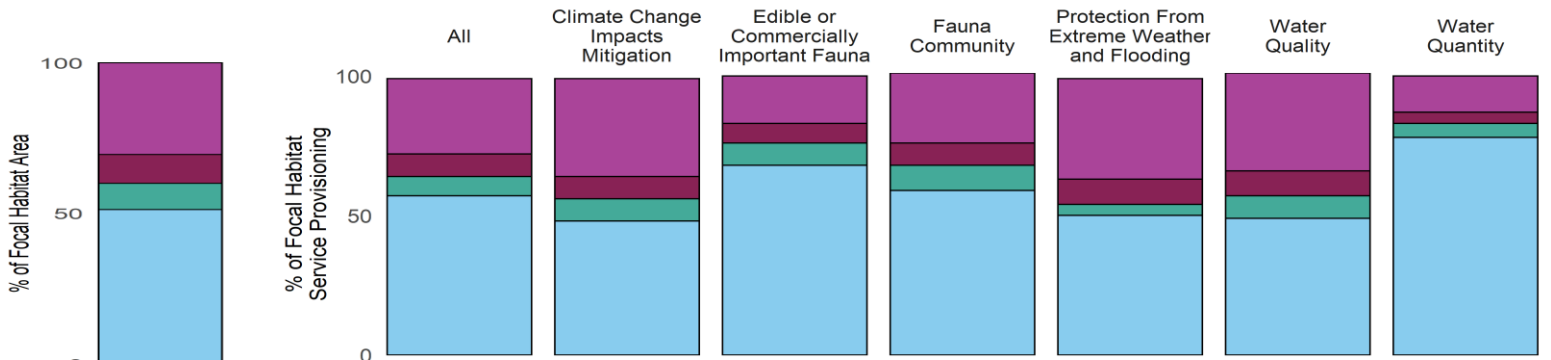 % of Focal Habitat Area
100
50
% of Focal Habitat
Service Provisioning
100
50
0
All
Climate Change
Impacts
Mitigation
Edible or
Commercially
Important Fauna
Fauna
Community
Protection From
Extreme Weather
and Flooding
Water
Quality
Water
Quantity